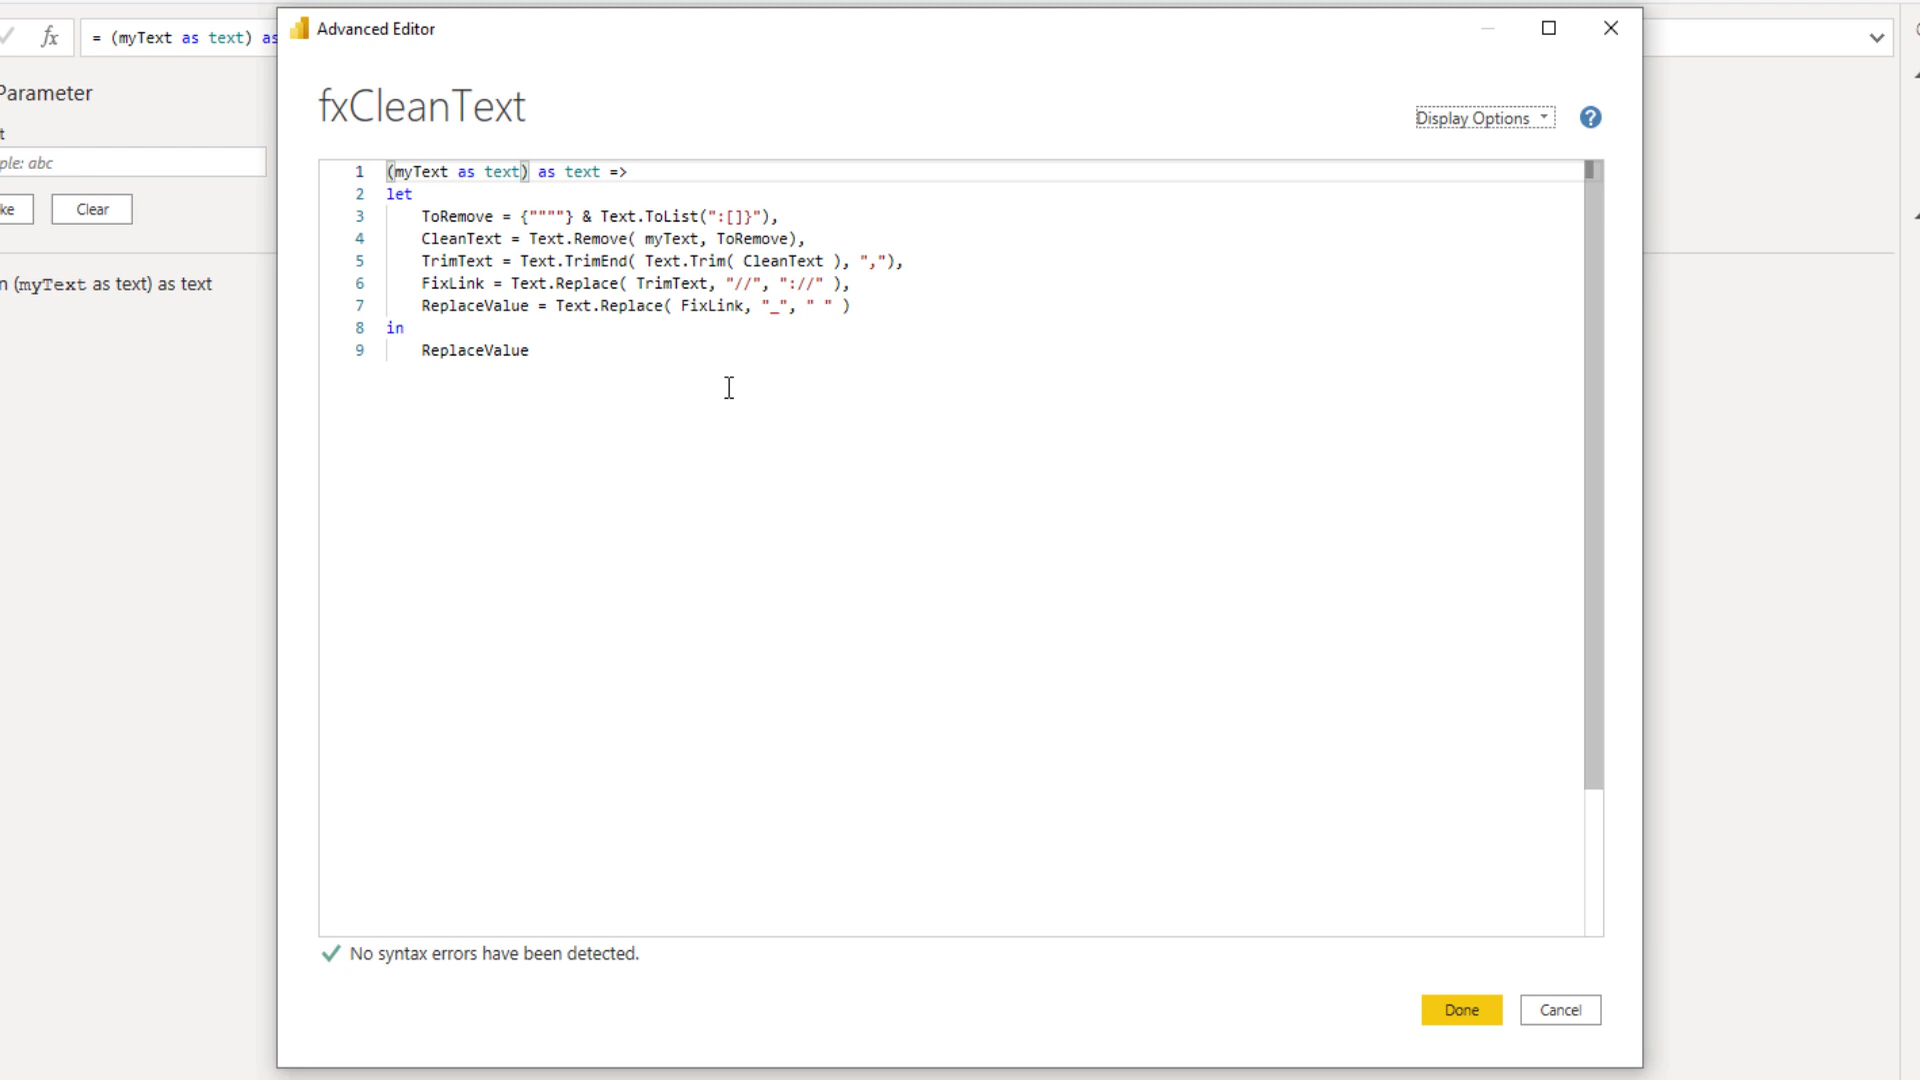 Advanced Editor
fx
= (myText as text) as
Parameter
t
ple: abc
ke
Clear
n (myText as text) as text
fxCleanText
Display Options
?
1 (myText as text) as text =>
2 let
3 ToRemove = {""""} & Text.ToList(":[]}"),
4 CleanText = Text.Remove( myText, ToRemove),
5 TrimText = Text.TrimEnd( Text.Trim( CleanText ), ","),
6 FixLink = Text.Replace( TrimText, "//", "://" ),
7 ReplaceValue = Text.Replace( FixLink, "_", " " )
8 in
9 ReplaceValue
No syntax errors have been detected.
Done
Cancel